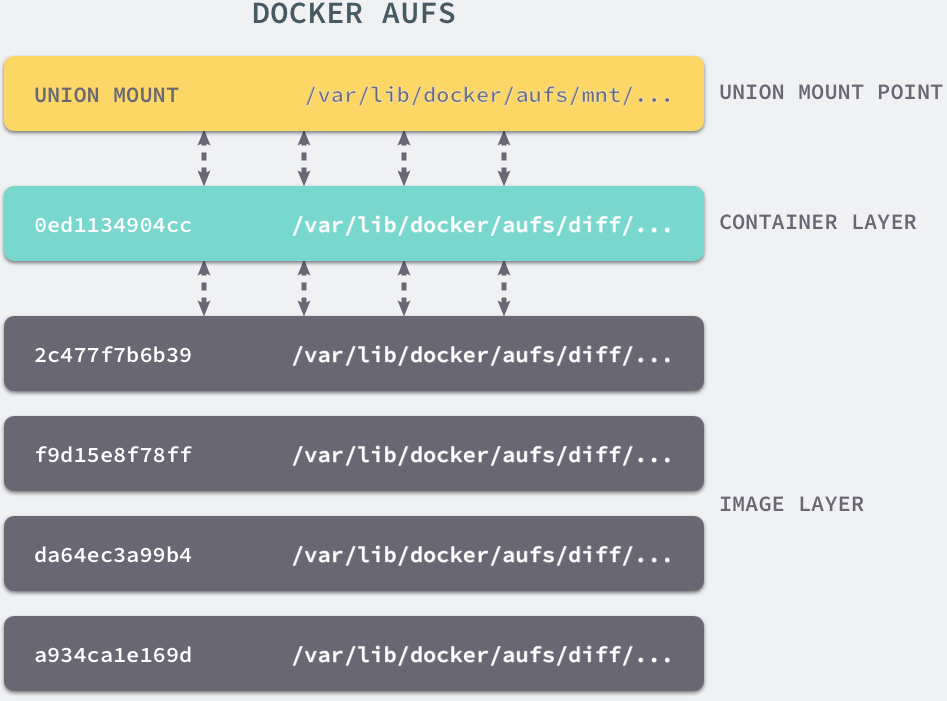 DOCKER AUFS
UNION MOUNT /var/lib/docker/aufs/mnt/... UNION MOUNT POINT
0ed1134904cc /var/lib/docker/aufs/diff/... CONTAINER LAYER
2c477f7b6b39 /var/lib/docker/aufs/diff/...
f9d15e8f78ff /var/lib/docker/aufs/diff/...
IMAGE LAYER
da64ec3a99b4 /var/lib/docker/aufs/diff/...
a934ca1e169d /var/lib/docker/aufs/diff/...